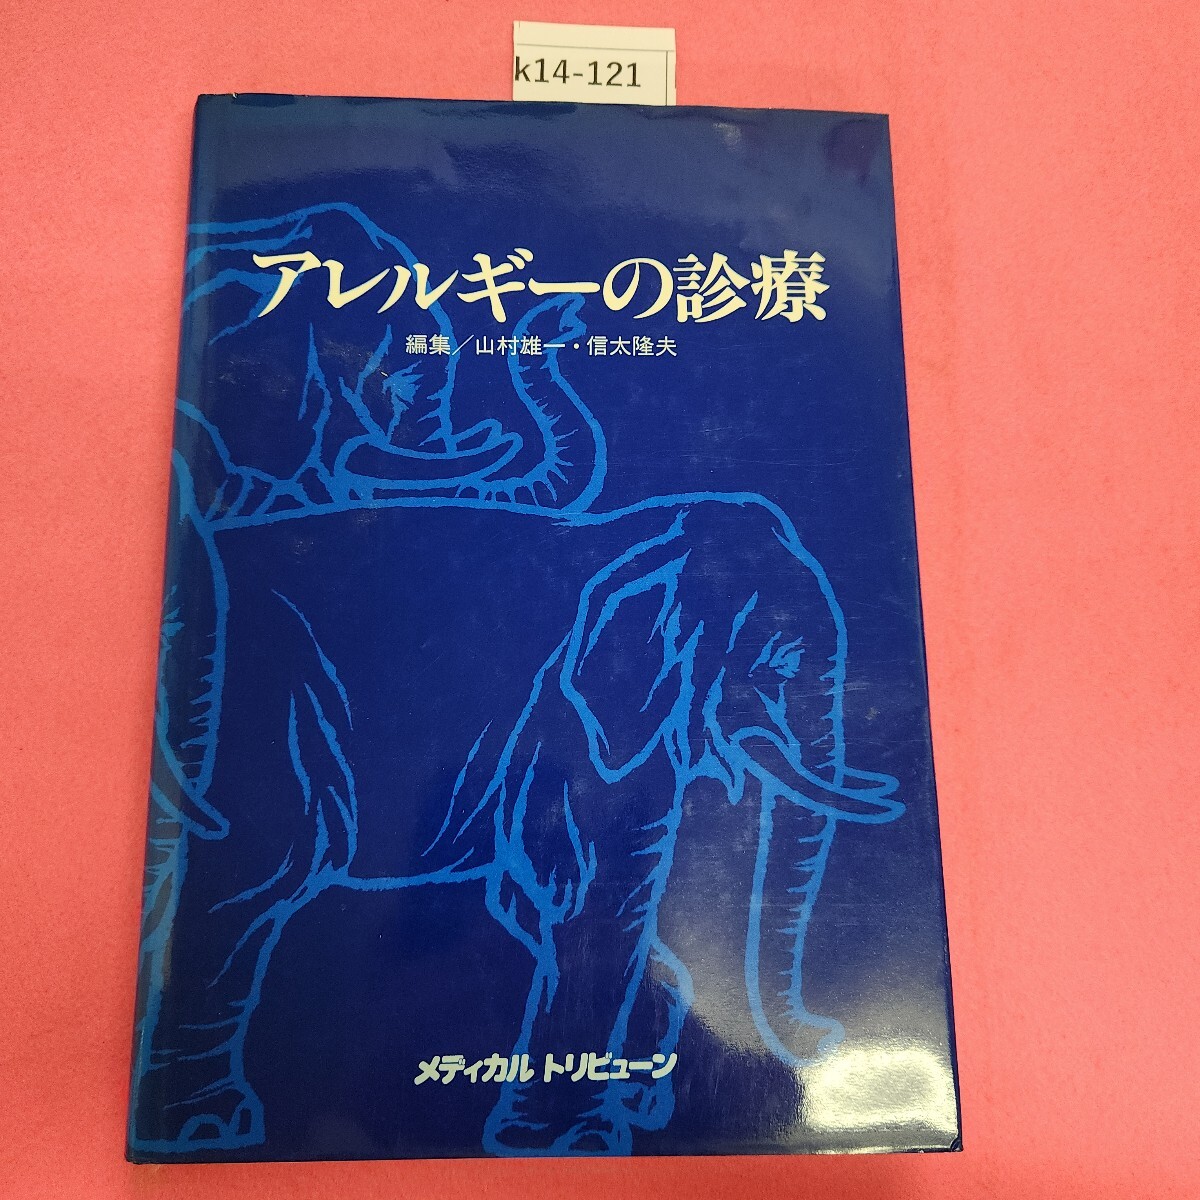 k14-121
アレルギーの診療
編集／山村雄一・信太隆夫
メディカル トリビューン